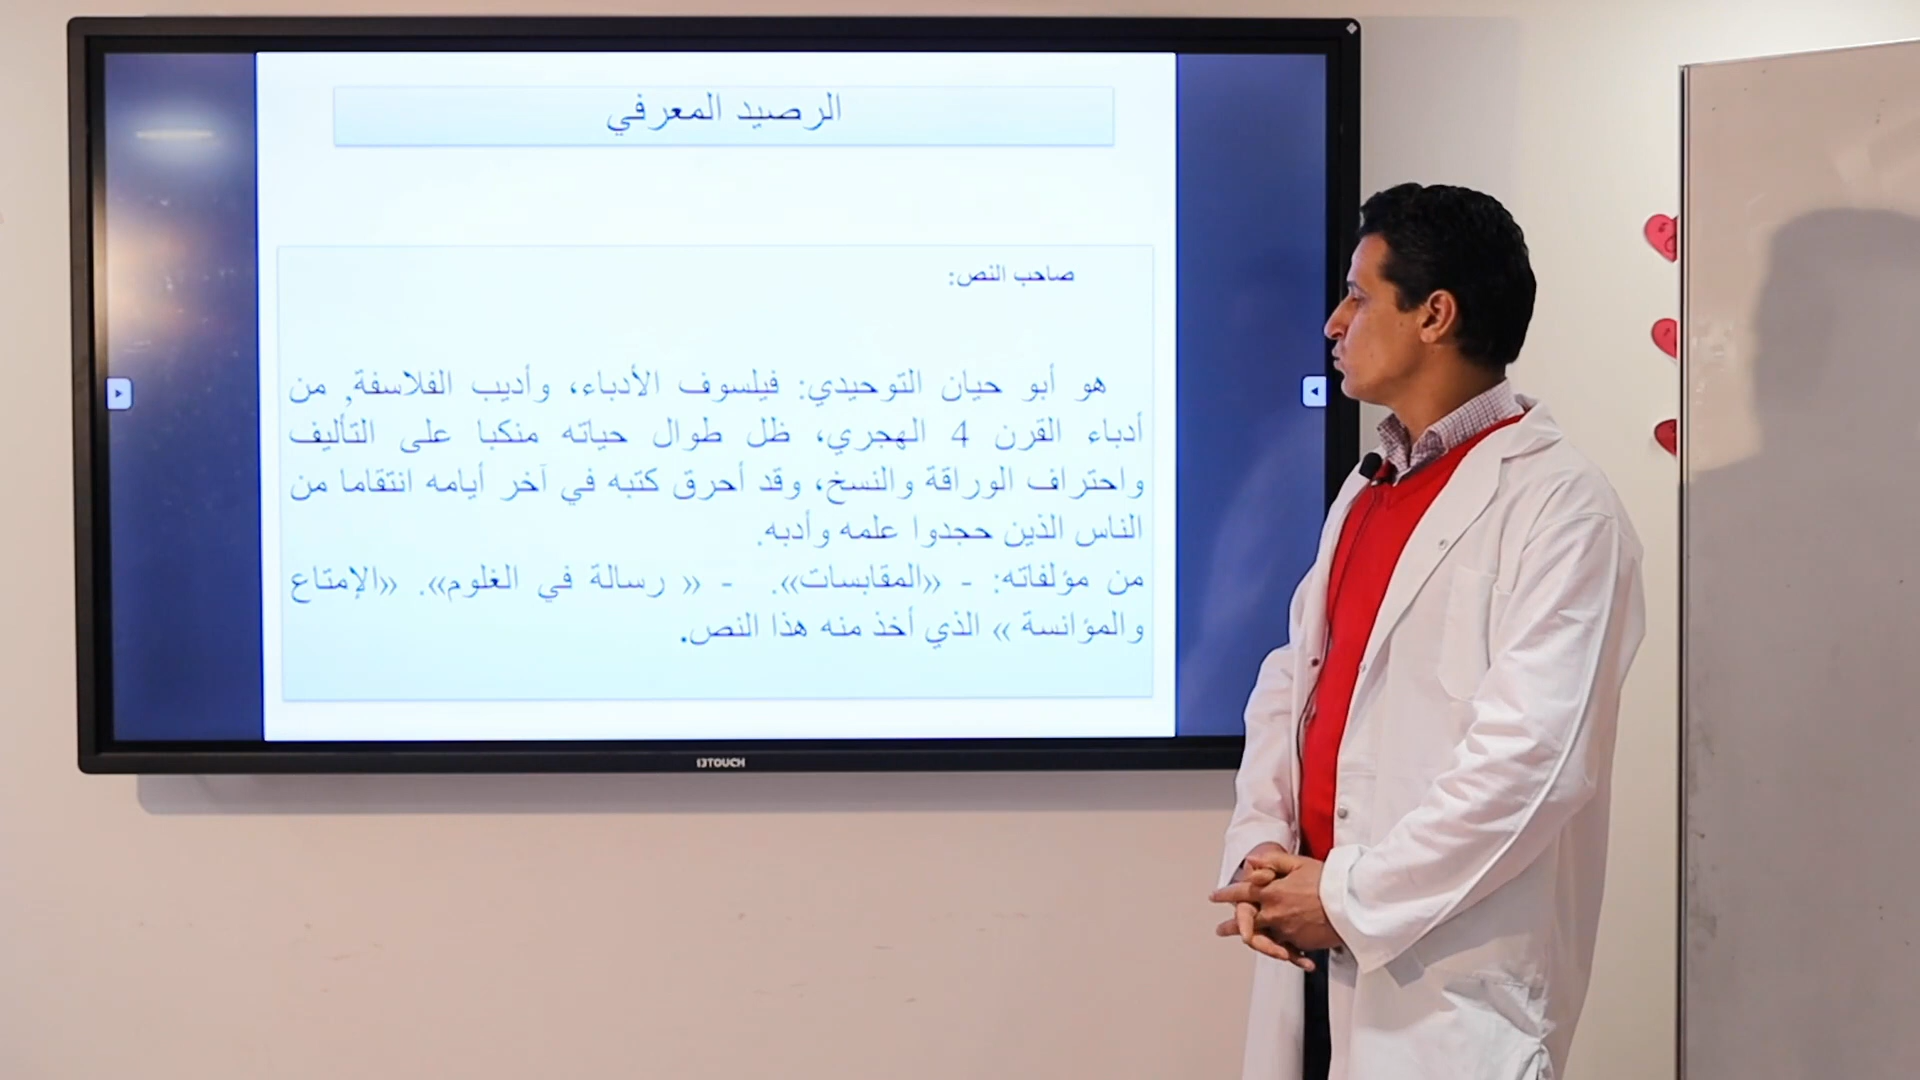 الرصيد المعرفي
صاحب النص:
هو أبو حيان التوحيدي: فيلسوف الأدباء، وأديب الفلاسفة, من
أدباء القرن 4 الهجري، ظل طوال حياته منكبا على التأليف
واحتراف الوراقة والنسخ، وقد أحرق كتبه في آخر أيامه انتقاما من
الناس الذين حجدوا علمه وأدبه.
من مؤلفاته: - «المقابسات». - « رسالة في الغلوم». «الإمتاع
والمؤانسة » الذي أخذ منه هذا النص.
i3TOUCH